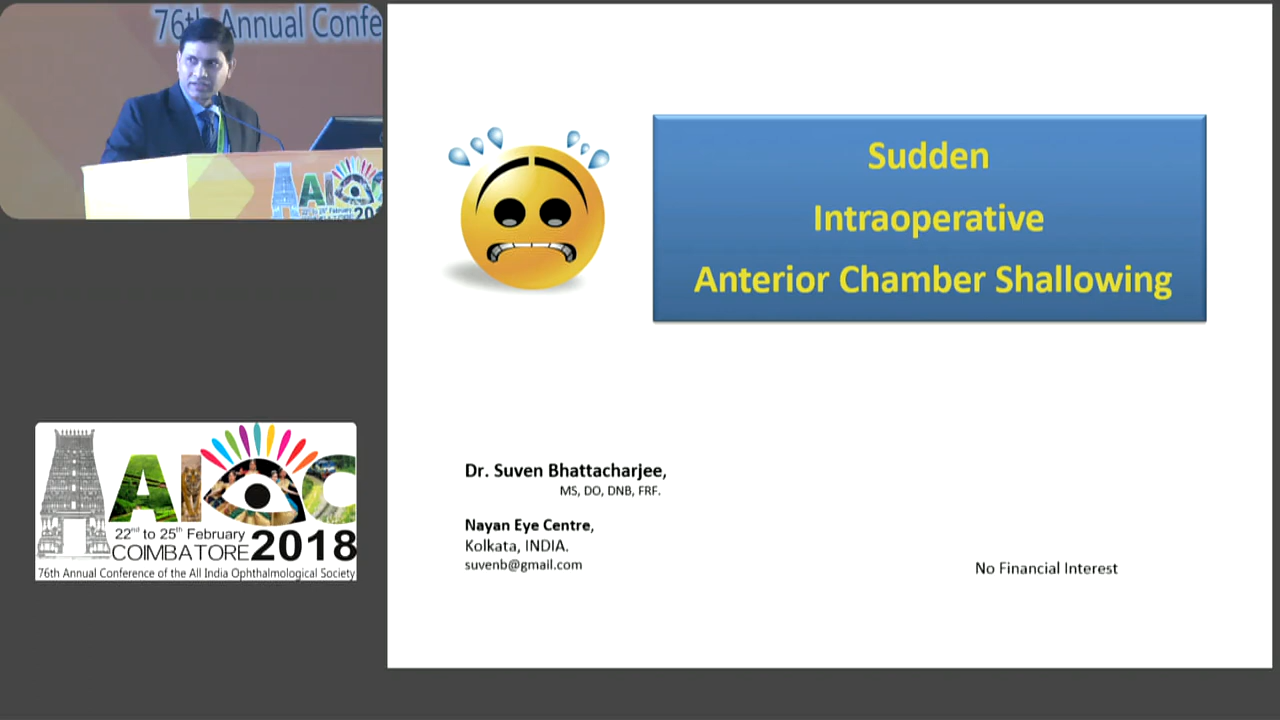 76th Annual Confe
AIOC
Sudden
Intraoperative
Anterior Chamber Shallowing
AIOC
22nd to 25th February
COIMBATORE 2018
76th Annual Conference of the All India Ophthalmological Society
Dr. Suven Bhattacharjee,
MS, DO, DNB, FRF.
Nayan Eye Centre,
Kolkata, INDIA.
suvenb@gmail.com
No Financial Interest